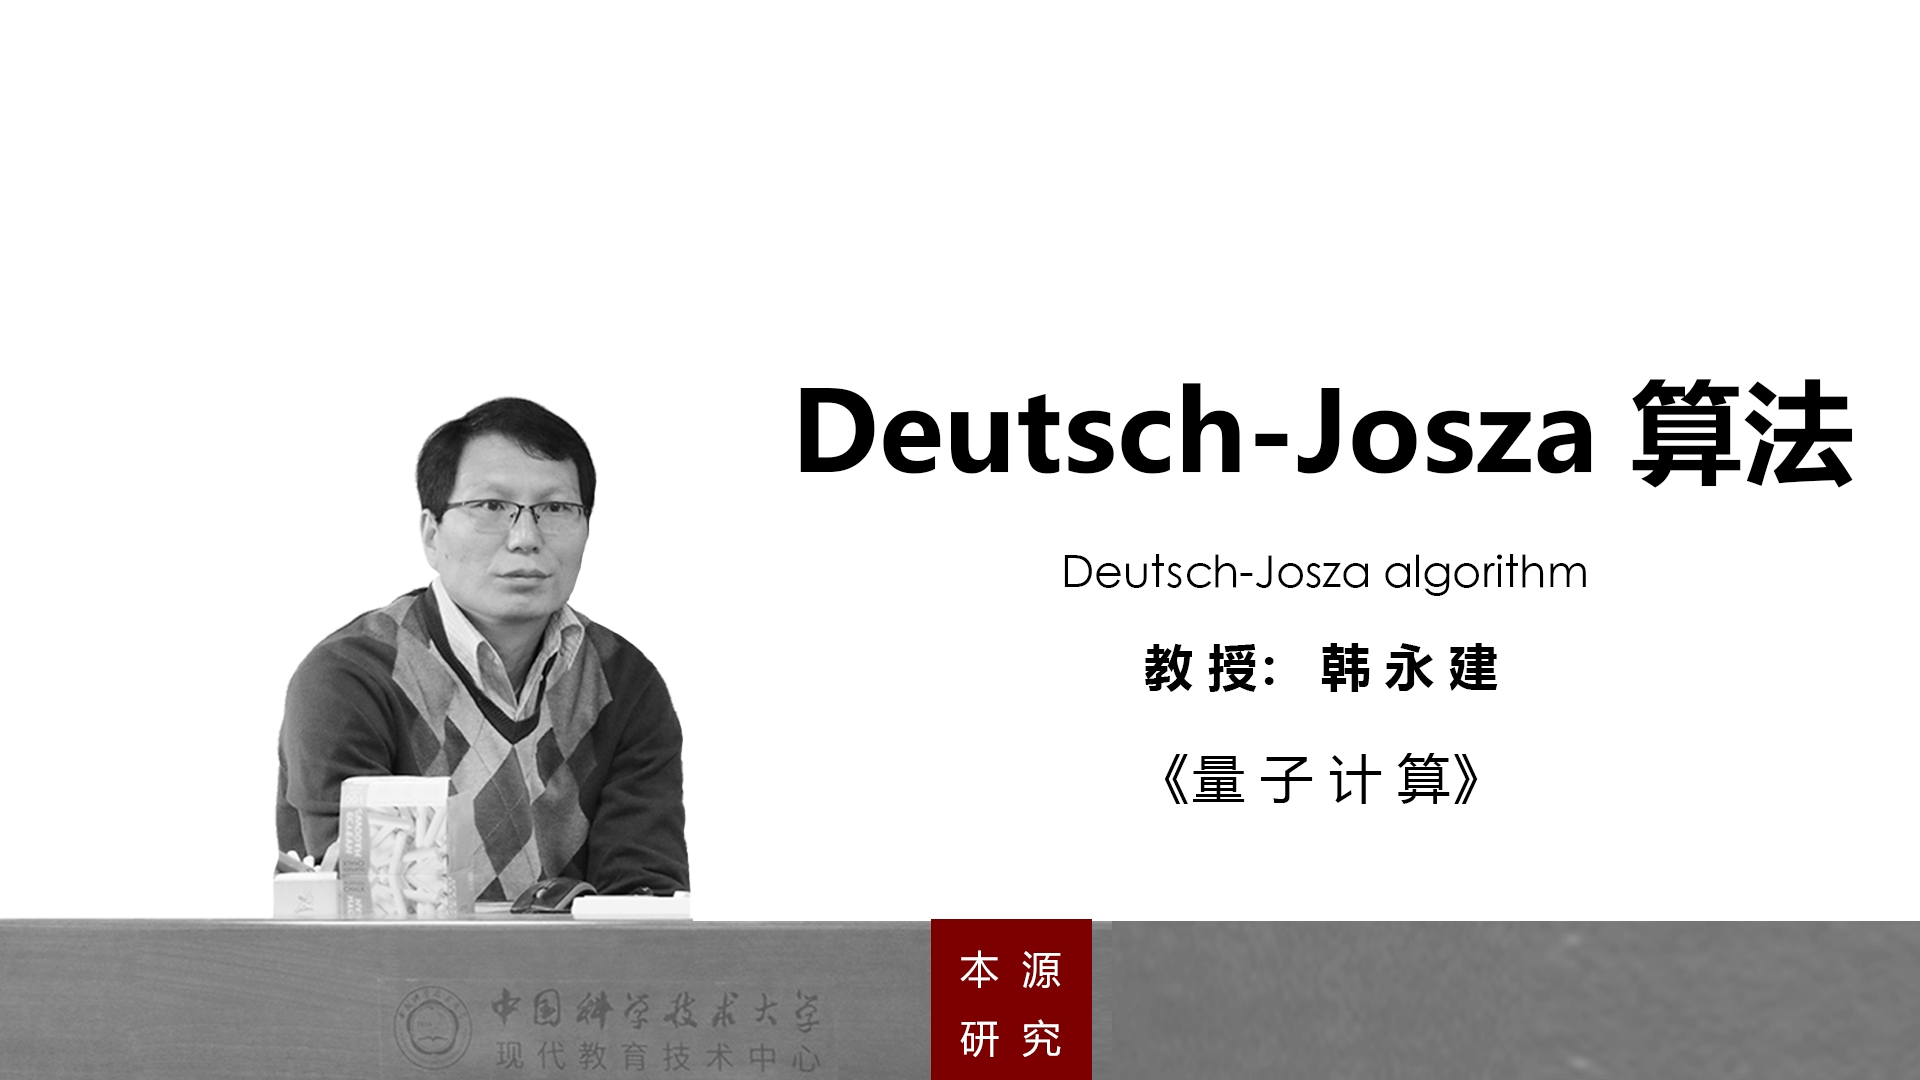 Deutsch-Josza 算法
Deutsch-Josza algorithm
教授: 韩永建
《量子计算》
本源
研究
中国科学技术大学
现代教育技术中心